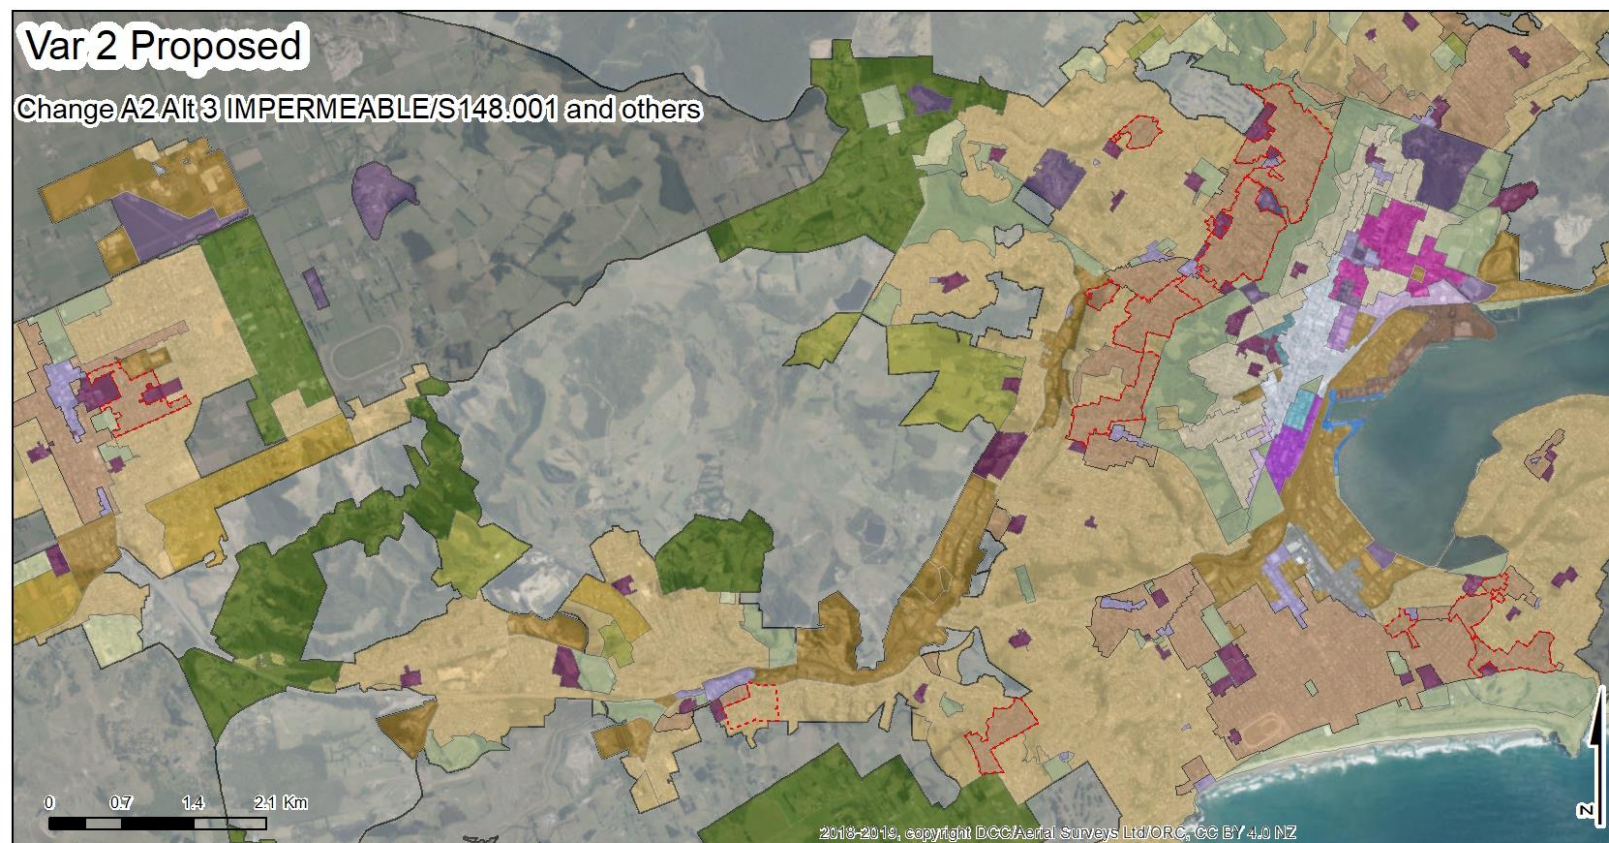 Var 2 Proposed
Change A2 Alt 3 IMPERMEABLE/S148.001 and others
0 0.7 1.4 2.1 Km
2018-2019, copyright DCC/Aerial Surveys Ltd/ORC, CC BY 4.0 NZ
N